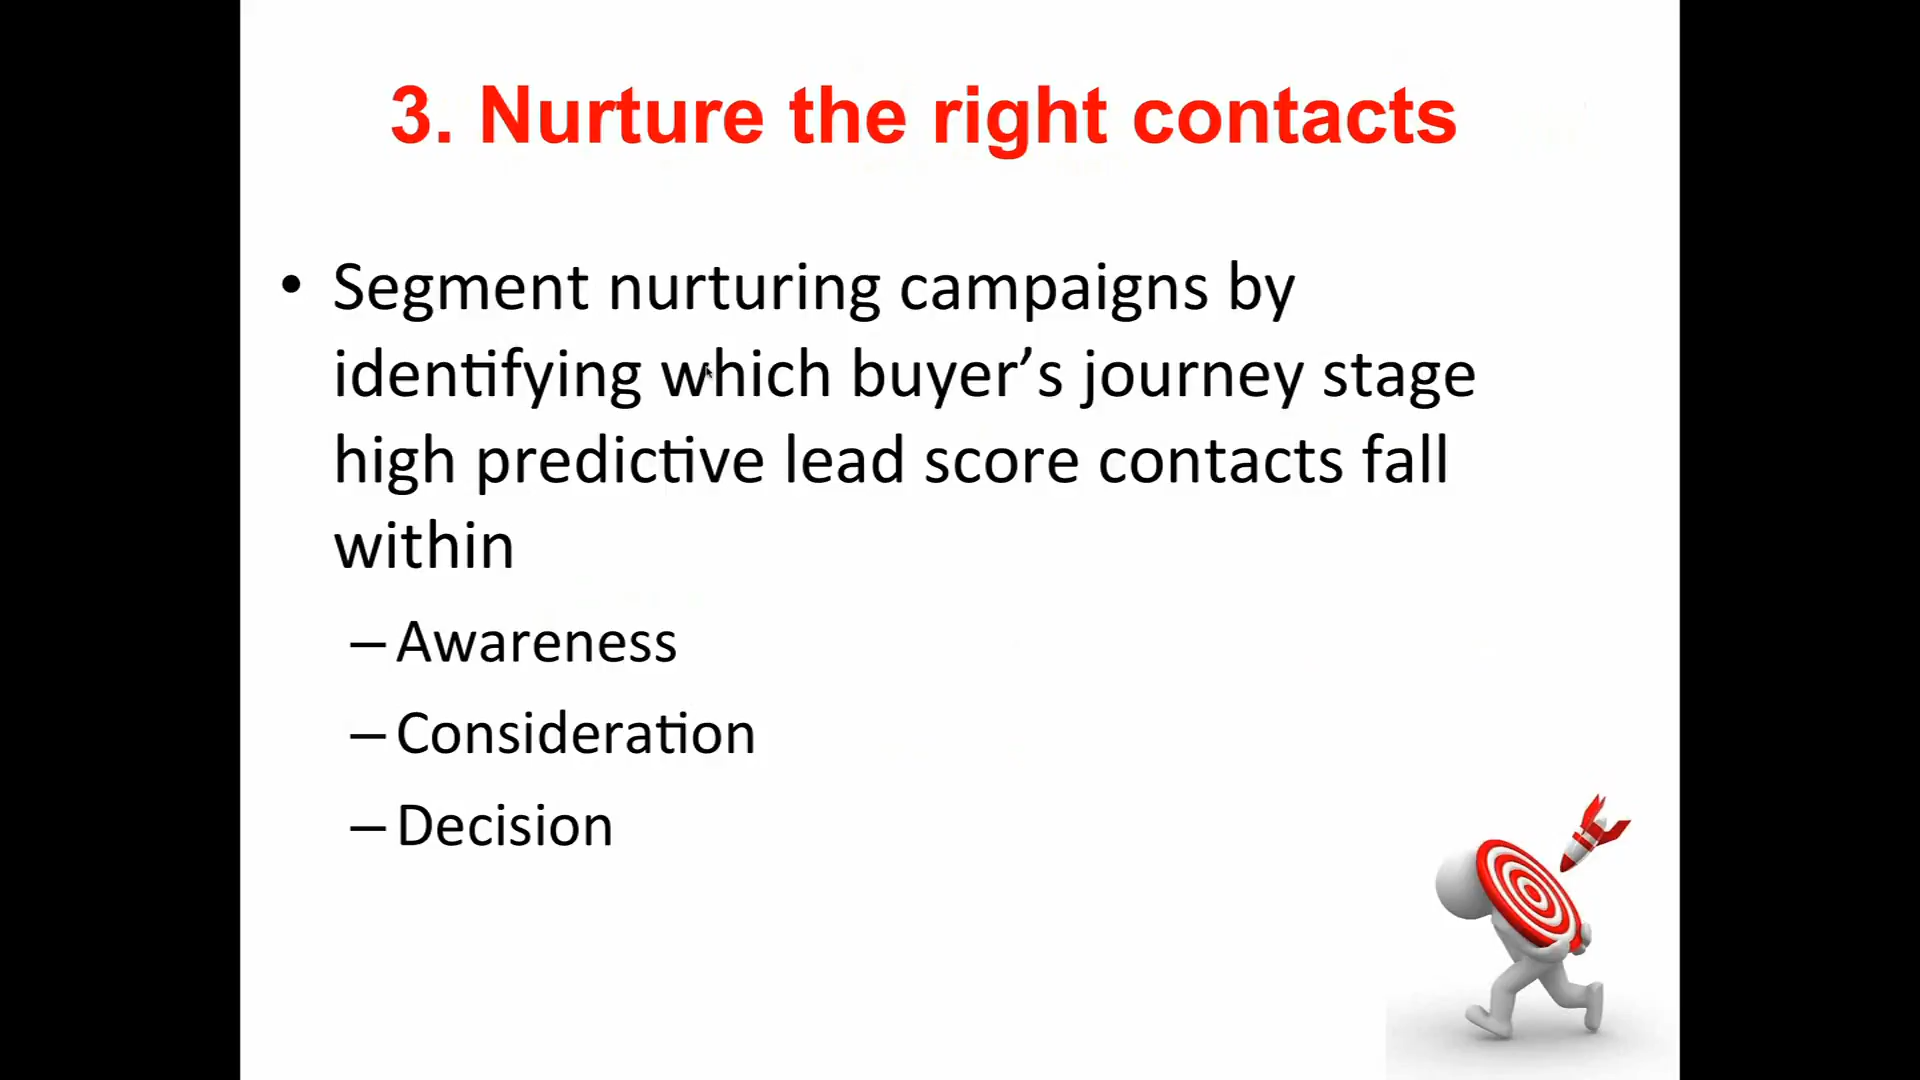 3. Nurture the right contacts
• Segment nurturing campaigns by
identifying which buyer’s journey stage
high predictive lead score contacts fall
within
– Awareness
– Consideration
– Decision